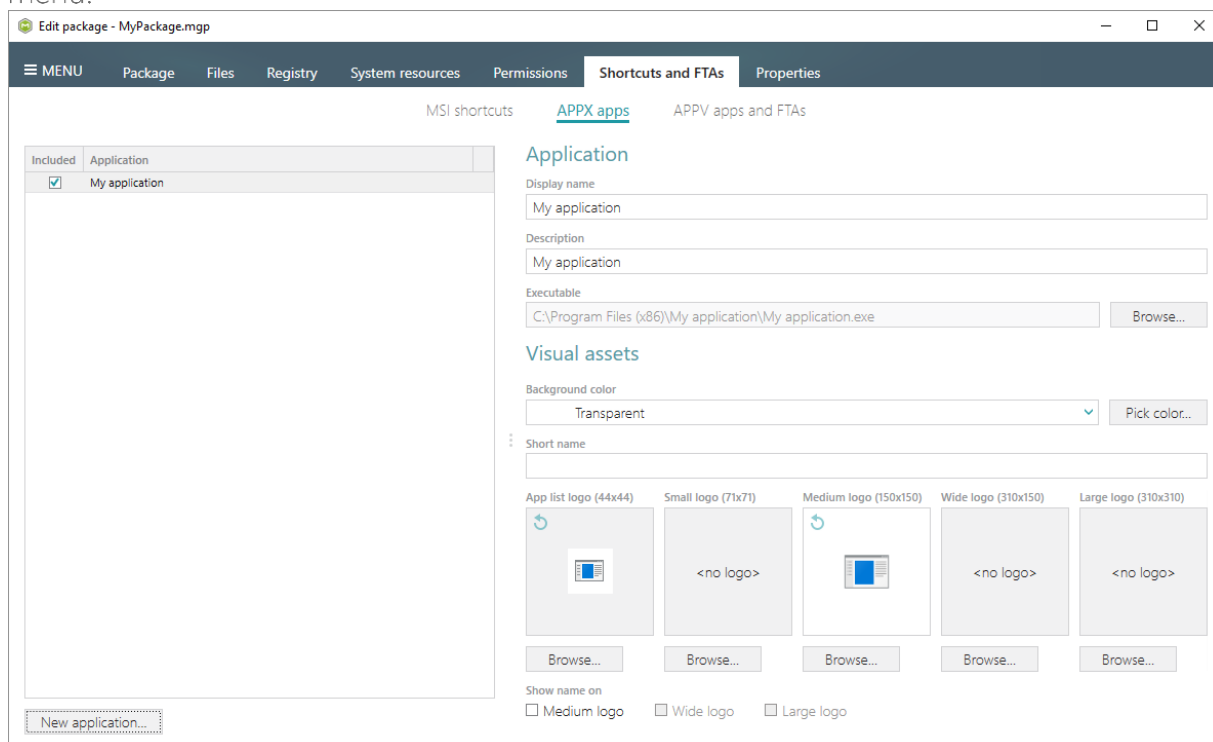 menu.
Edit package - MyPackage.mgp
MENU Package Files Registry System resources Permissions Shortcuts and FTAs Properties
MSI shortcuts APPX apps APPV apps and FTAs
Included Application
My application
New application...
Application
Display name
My application
Description
My application
Executable
C:\Program Files (x86)\My application\My application.exe Browse...
Visual assets
Background color
Transparent Pick color...
Short name
App list logo (44x44) Small logo (71x71) Medium logo (150x150) Wide logo (310x150) Large logo (310x310)
<no logo> <no logo> <no logo>
Browse... Browse... Browse... Browse... Browse...
Show name on
Medium logo Wide logo Large logo